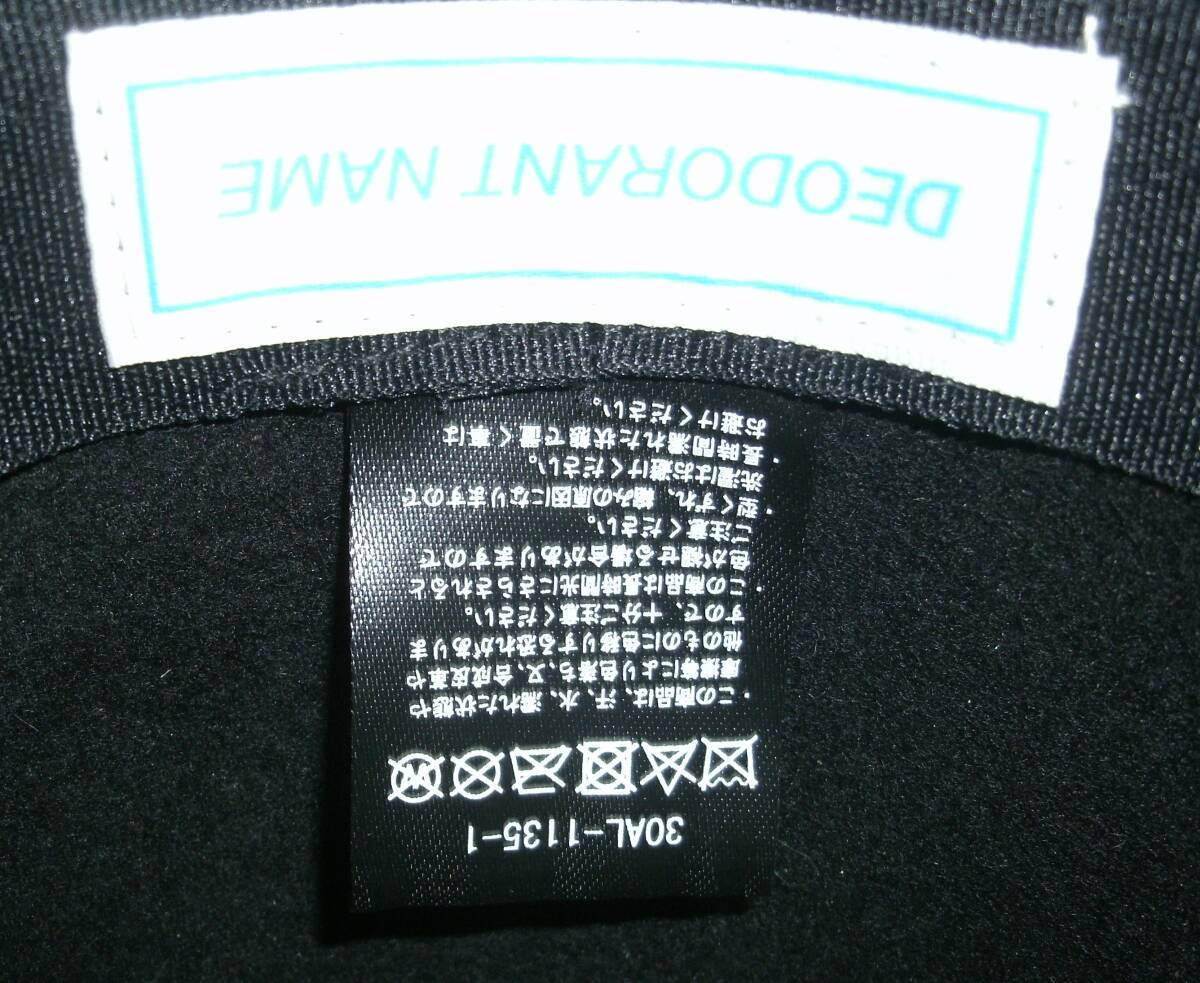 30AL-1135-1
・この商品は、汗、水、濡れた状態や
摩擦等により色落ち、又、合成皮革や
他のものに色移りする恐れがありま
すので、十分ご注意ください。
・この商品は長時間光にさらされると
色が褪せる場合がありますので
ご注意ください。
・型くずれ、縮みの原因になりますので
洗濯はお避けください。
・長時間濡れた状態で置く事は
お避けください。
DEODORANT NAME